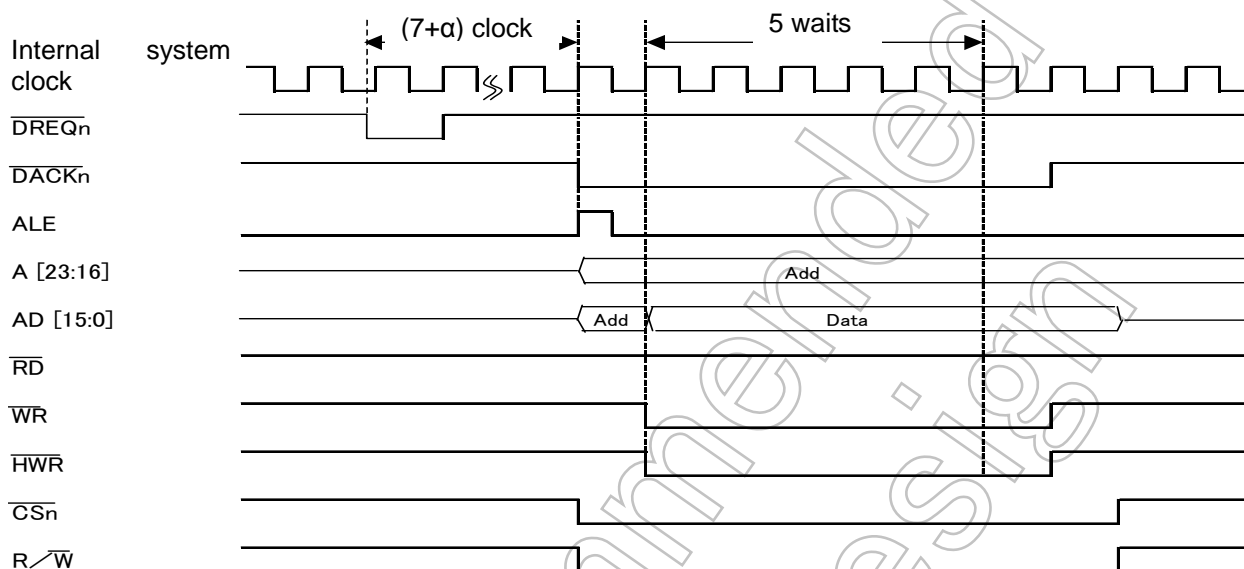 (7+α) clock
5 waits
Internal system
clock
DREQn
DACKn
ALE
A [23:16]
Add
AD [15:0]
Add
Data
RD
WR
HWR
CSn
R/W